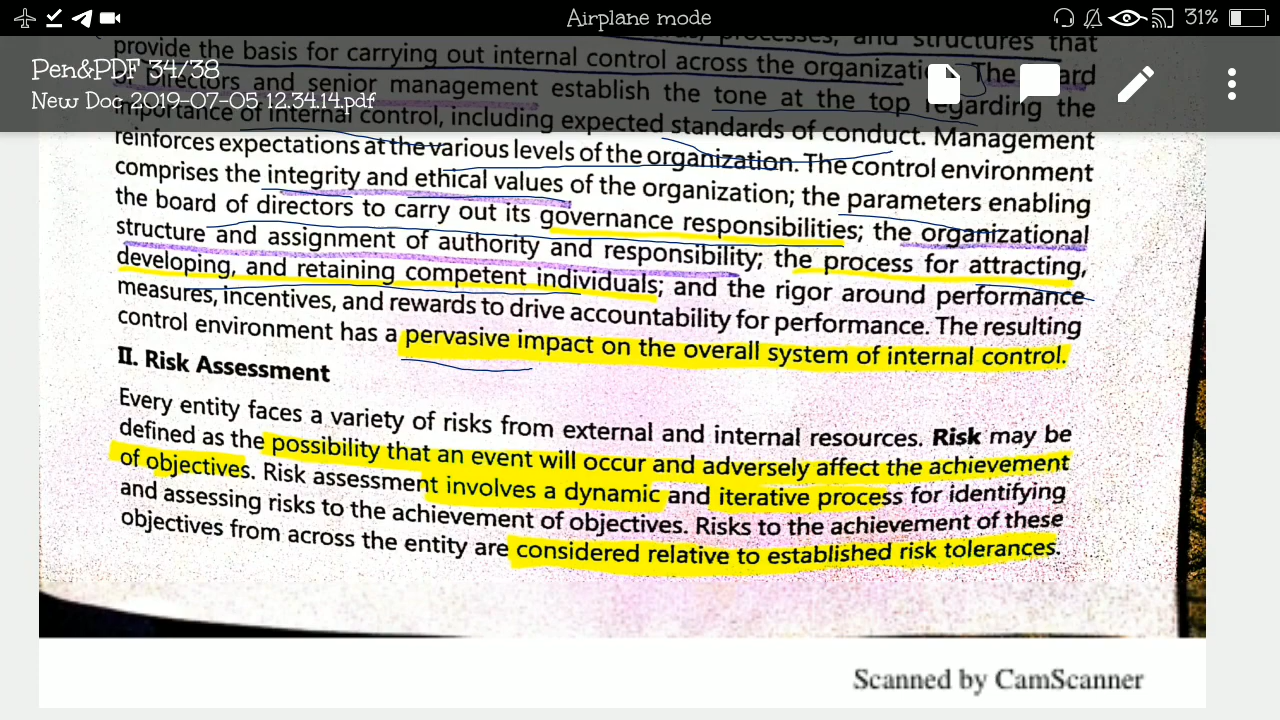 Airplane mode
31%
Pen&PDF 34/38
New Doc 2019-07-05 12.34.14.pdf
processes, and structures that
provide the basis for carrying out internal control across the
of Directors and senior management establish the tone at the top regarding the
importance of internal control, including expected standards of conduct. Management
reinforces expectations at the various levels of the organization. The control environment
comprises the integrity and ethical values of the organization; the parameters enabling
the board of directors to carry out its governance responsibilities; the organizational
structure and assignment of authority and responsibility; the process for attracting,
developing, and retaining competent individuals; and the rigor around performance
measures, incentives, and rewards to drive accountability for performance. The resulting
control environment has a pervasive impact on the overall system of internal control.
II. Risk Assessment
Every entity faces a variety of risks from external and internal resources. Risk may be
defined as the possibility that an event will occur and adversely affect the achievement
of objectives. Risk assessment involves a dynamic and iterative process for identifying
and assessing risks to the achievement of objectives. Risks to the achievement of these
objectives from across the entity are considered relative to established risk tolerances.
Scanned by CamScanner